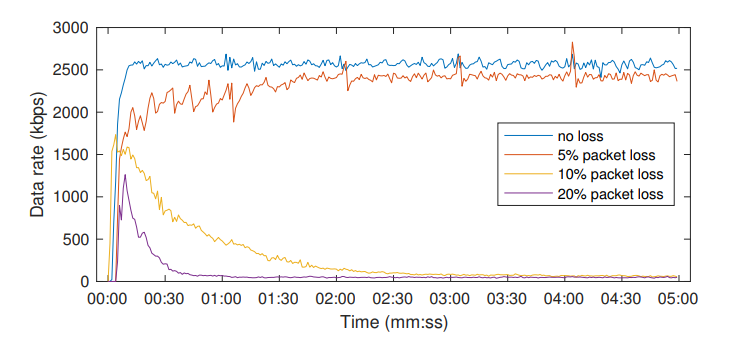 3000
2500
2000
1500
1000
500
0
Data rate (kbps)
no loss
5% packet loss
10% packet loss
20% packet loss
00:00 00:30 01:00 01:30 02:00 02:30 03:00 03:30 04:00 04:30 05:00
Time (mm:ss)